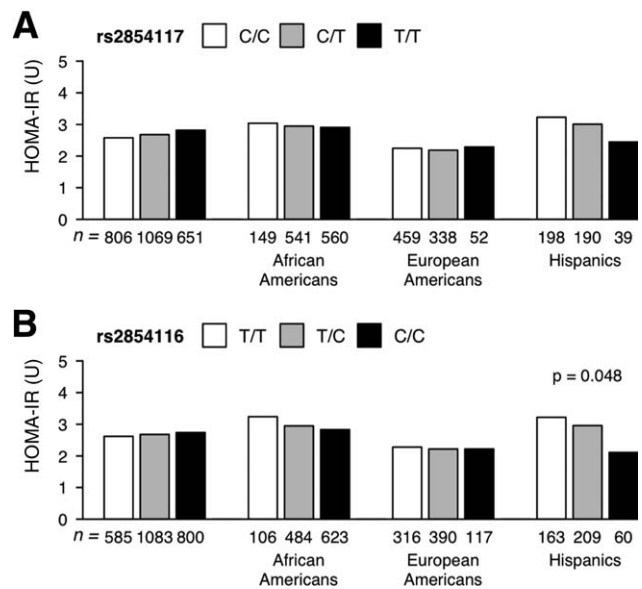 A
rs2854117 C/C C/T T/T
HOMA-IR (U)
5
4
3
2
1
0
n = 806 1069 651 149 541 560 459 338 52 198 190 39
African Americans
European Americans
Hispanics
B
rs2854116 T/T T/C C/C
HOMA-IR (U)
5
4
3
2
1
0
p = 0.048
n = 585 1083 800 106 484 623 316 390 117 163 209 60
African Americans
European Americans
Hispanics